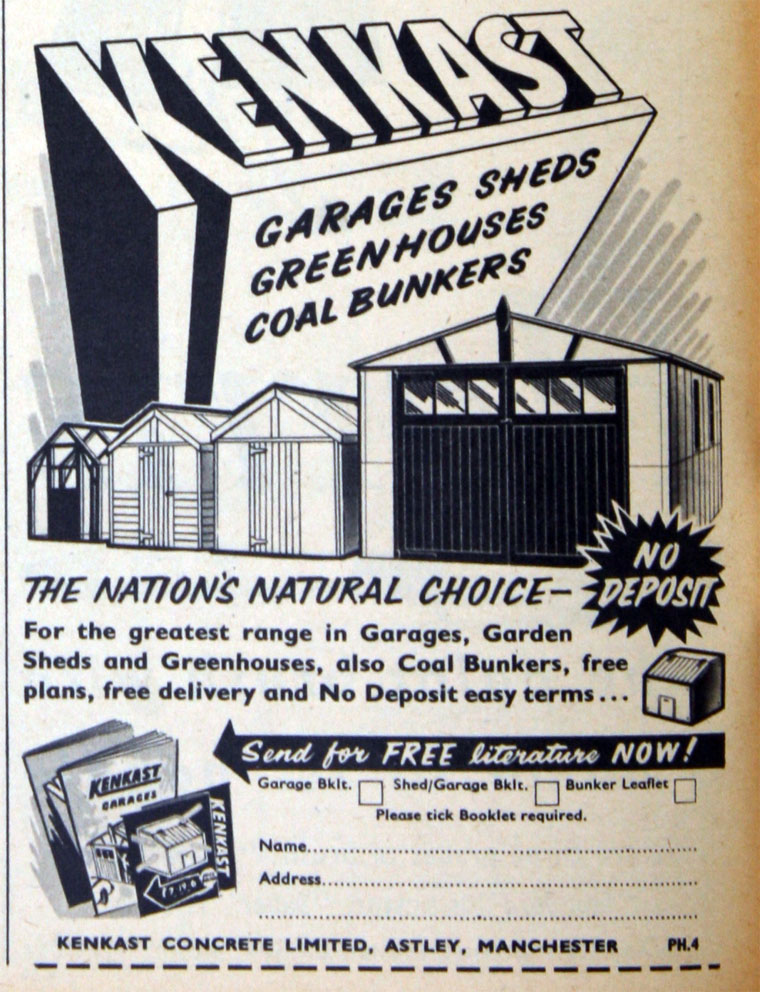 KENKAST
GARAGES SHEDS
GREENHOUSES
COAL BUNKERS
THE NATION'S NATURAL CHOICE—
NO
DEPOSIT
For the greatest range in Garages, Garden
Sheds and Greenhouses, also Coal Bunkers, free
plans, free delivery and No Deposit easy terms...
Send for FREE literature NOW!
KENKAST
GARAGES
KENKAST
Garage Bklt. Shed/Garage Bklt. Bunker Leaflet
Please tick Booklet required.
Name
Address
KENKAST CONCRETE LIMITED, ASTLEY, MANCHESTER PH.4